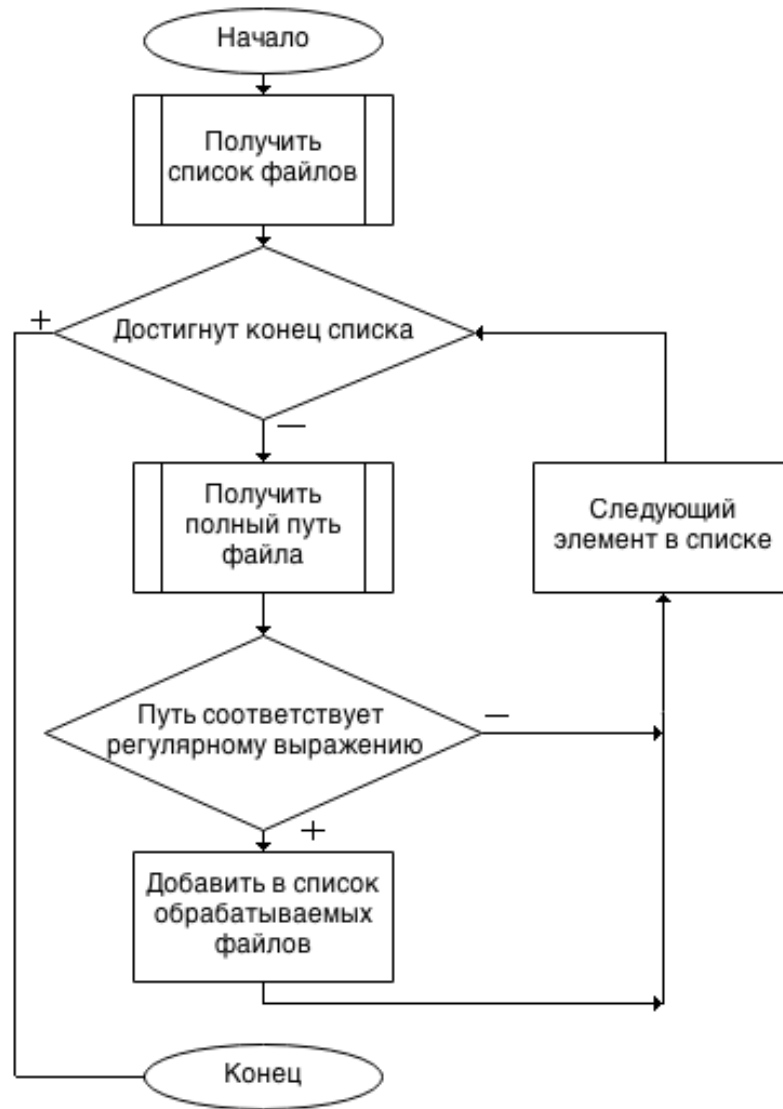 Начало
Получить
список файлов
+
Достигнут конец списка
—
Получить
полный путь
файла
Следующий
элемент в списке
Путь соответствует
регулярному выражению
—
+
Добавить в список
обрабатываемых
файлов
Конец